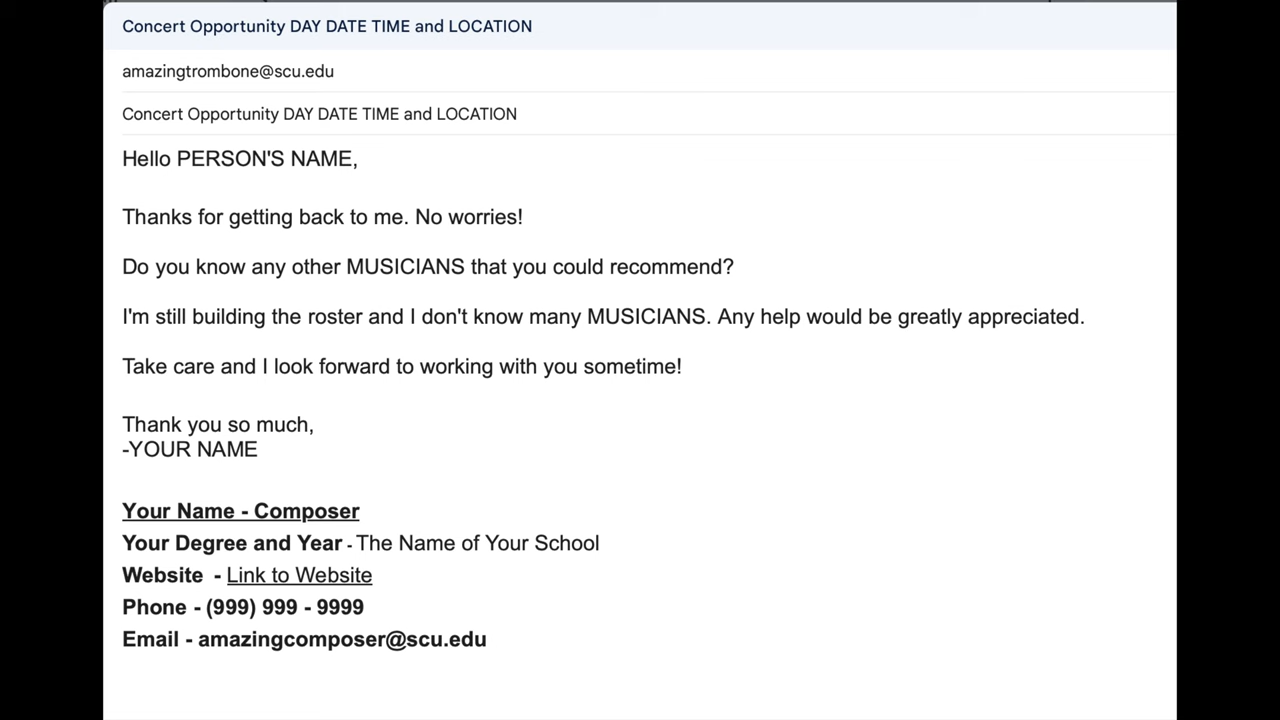 Concert Opportunity DAY DATE TIME and LOCATION
amazingtrombone@scu.edu
Concert Opportunity DAY DATE TIME and LOCATION
Hello PERSON'S NAME,
Thanks for getting back to me. No worries!
Do you know any other MUSICIANS that you could recommend?
I'm still building the roster and I don't know many MUSICIANS. Any help would be greatly appreciated.
Take care and I look forward to working with you sometime!
Thank you so much,
-YOUR NAME
Your Name - Composer
Your Degree and Year - The Name of Your School
Website - Link to Website
Phone - (999) 999 - 9999
Email - amazingcomposer@scu.edu